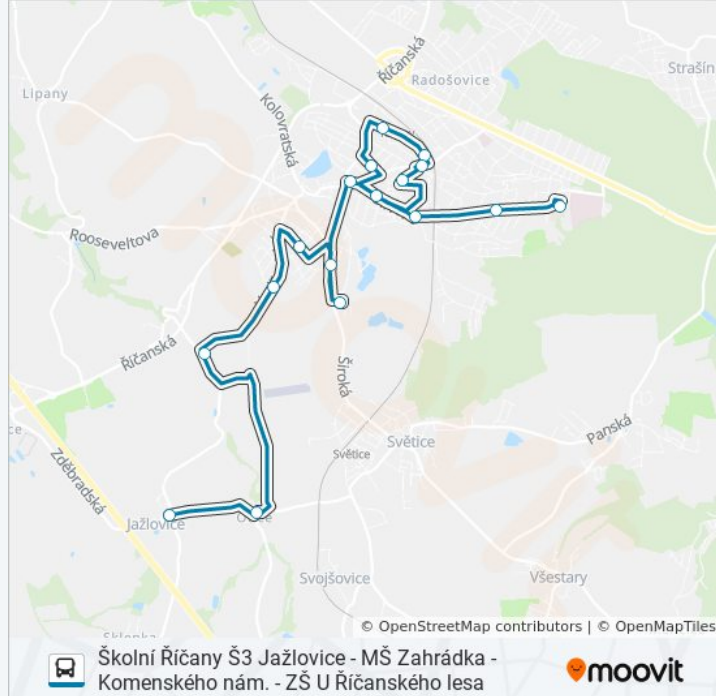 Říčanská
Radošovice
Strašín
Lipany
Kolovratská
Rooseveltova
Říčanská
Široká
Zděbradská
Světice
Světice
Panská
Jažlovice
Svojšovice
Všestary
© OpenStreetMap contributors | © OpenMapTiles
Školní Říčany Š3 Jažlovice - MŠ Zahrádka -
Komenského nám. - ZŠ U Říčanského lesa
moovit